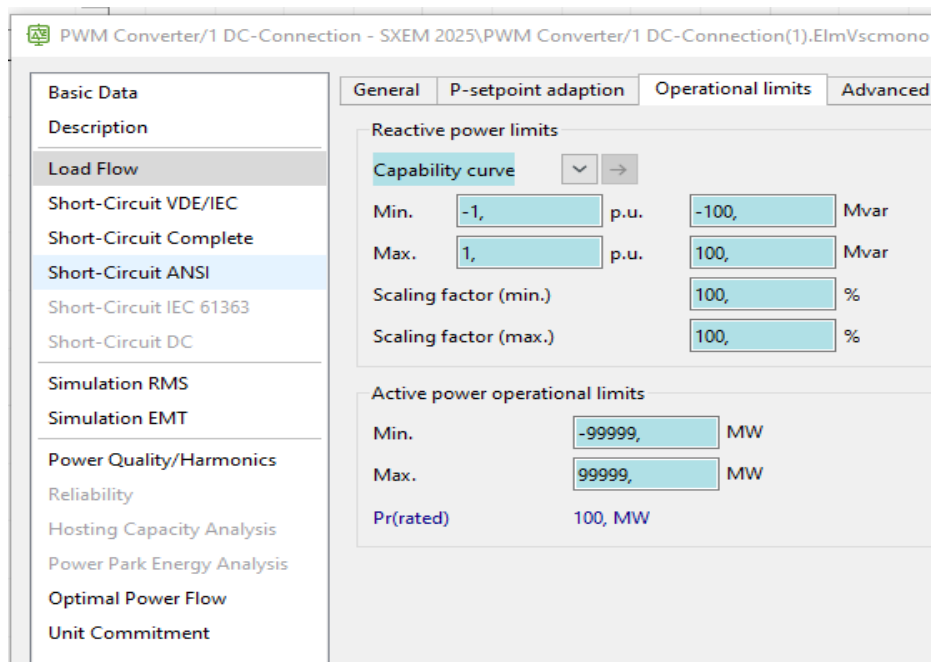 PWM Converter/1 DC-Connection - SXEM 2025\PWM Converter/1 DC-Connection(1).ElmVscmono
Basic Data
Description
Load Flow
Short-Circuit VDE/IEC
Short-Circuit Complete
Short-Circuit ANSI
Short-Circuit IEC 61363
Short-Circuit DC
Simulation RMS
Simulation EMT
Power Quality/Harmonics
Reliability
Hosting Capacity Analysis
Power Park Energy Analysis
Optimal Power Flow
Unit Commitment
General P-setpoint adaption Operational limits Advanced
Reactive power limits
Capability curve
Min. -1, p.u. -100, Mvar
Max. 1, p.u. 100, Mvar
Scaling factor (min.) 100, %
Scaling factor (max.) 100, %
Active power operational limits
Min. -99999, MW
Max. 99999, MW
Pr(rated) 100, MW